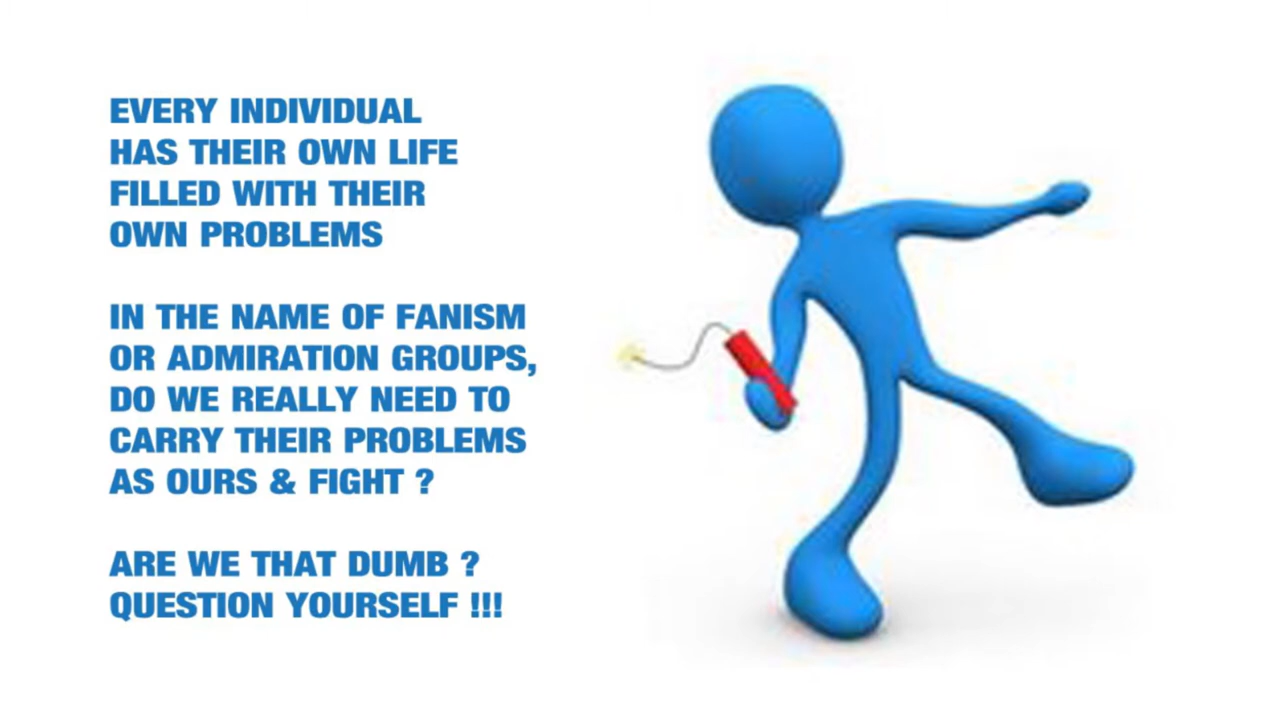 EVERY INDIVIDUAL
HAS THEIR OWN LIFE
FILLED WITH THEIR
OWN PROBLEMS
IN THE NAME OF FANISM
OR ADMIRATION GROUPS,
DO WE REALLY NEED TO
CARRY THEIR PROBLEMS
AS OURS & FIGHT ?
ARE WE THAT DUMB ?
QUESTION YOURSELF !!!